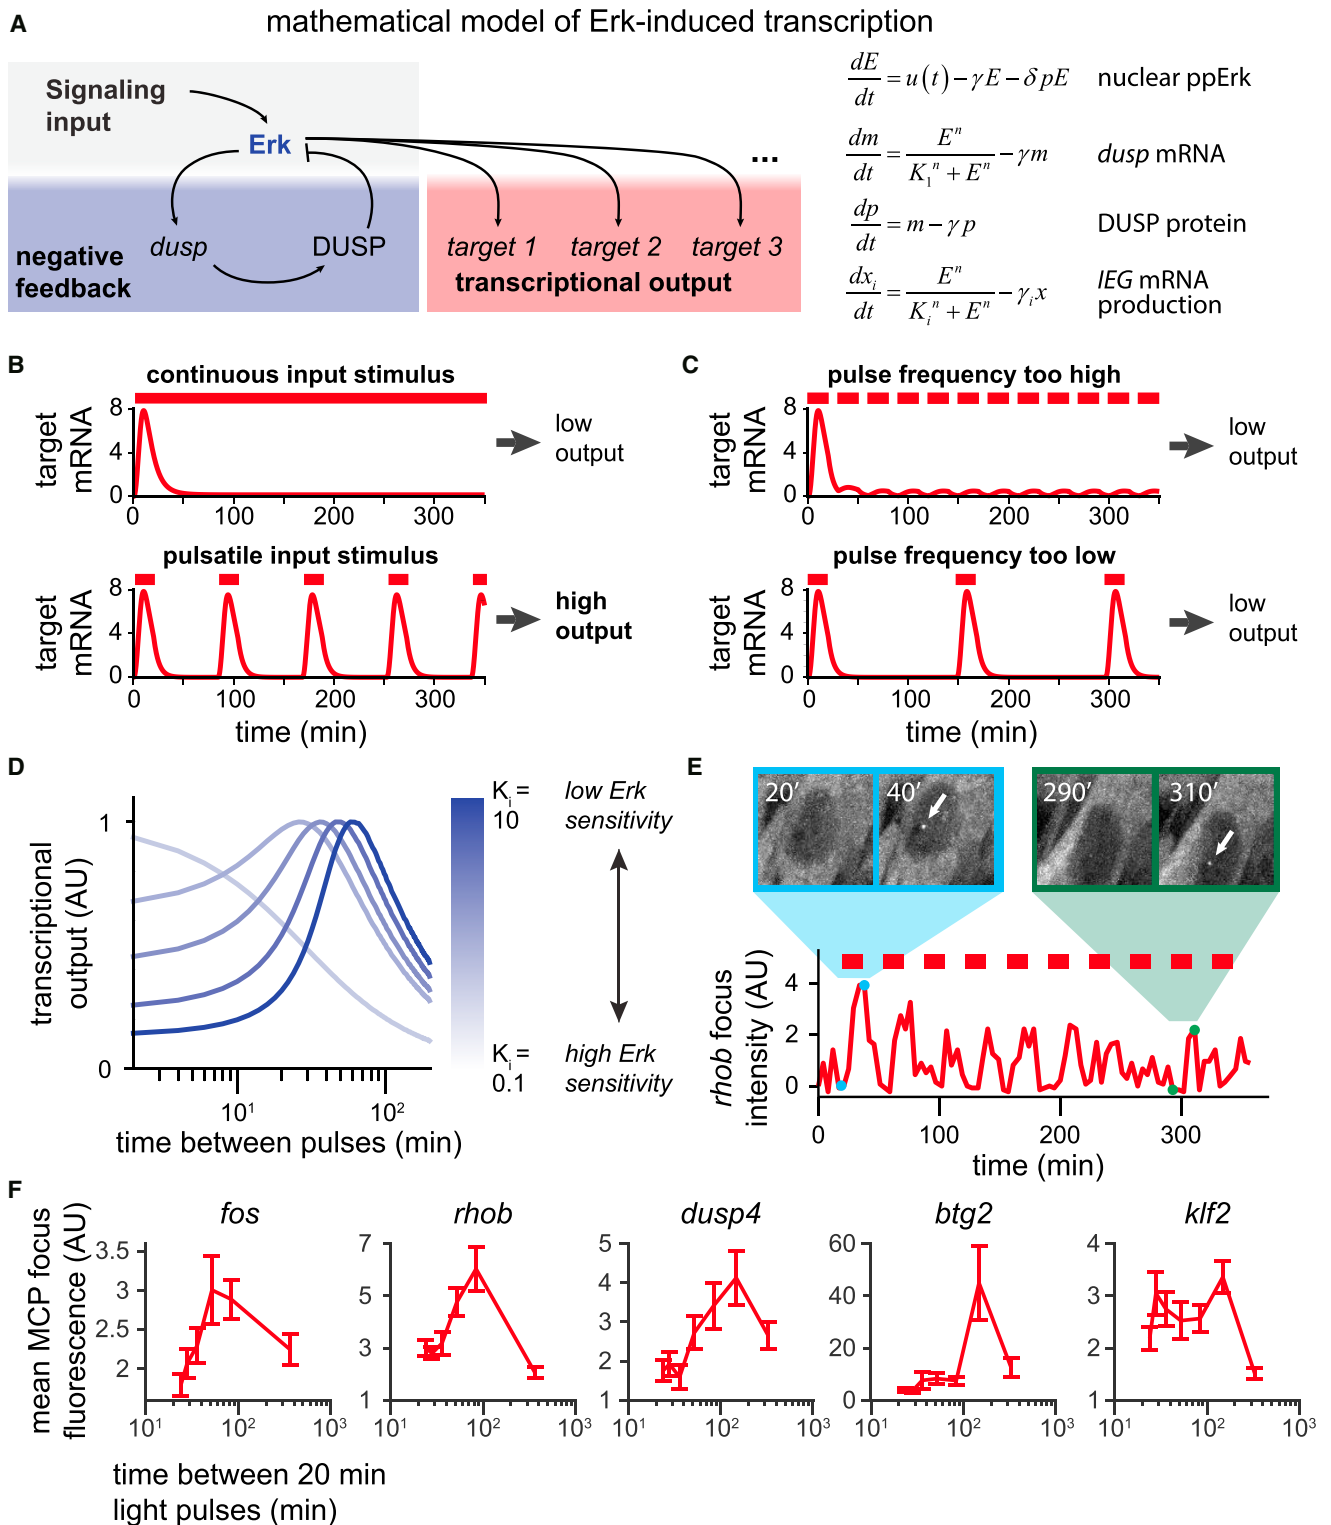 A
mathematical model of Erk-induced transcription
Signaling
input
Erk
...
negative
feedback
dusp
DUSP
target 1
target 2
target 3
transcriptional output
dE/dt = u(t) − γE − δpE
nuclear ppErk
dm/dt = E^n/(K_1^n + E^n) − γm
dusp mRNA
dp/dt = m − γp
DUSP protein
dx_i/dt = E^n/(K_i^n + E^n) − γ_i x
IEG mRNA
production
B
continuous input stimulus
target
mRNA
8
4
0
0 100 200 300
low
output
pulsatile input stimulus
target
mRNA
8
4
0
0 100 200 300
time (min)
high
output
C
pulse frequency too high
target
mRNA
8
4
0
0 100 200 300
low
output
pulse frequency too low
target
mRNA
8
4
0
0 100 200 300
time (min)
low
output
D
transcriptional
output (AU)
1
0
10^1 10^2
time between pulses (min)
K_i =
10
low Erk
sensitivity
K_i =
0.1
high Erk
sensitivity
E
20′
40′
290′
310′
rhob focus
intensity (AU)
4
2
0
0 100 200 300
time (min)
F
mean MCP focus
fluorescence (AU)
fos
3.5
3
2.5
2
10^1 10^2 10^3
rhob
7
5
3
1
10^1 10^2 10^3
dusp4
5
4
3
2
1
10^1 10^2 10^3
btg2
60
40
20
0
10^1 10^2 10^3
klf2
4
3
2
1
10^1 10^2 10^3
time between 20 min
light pulses (min)